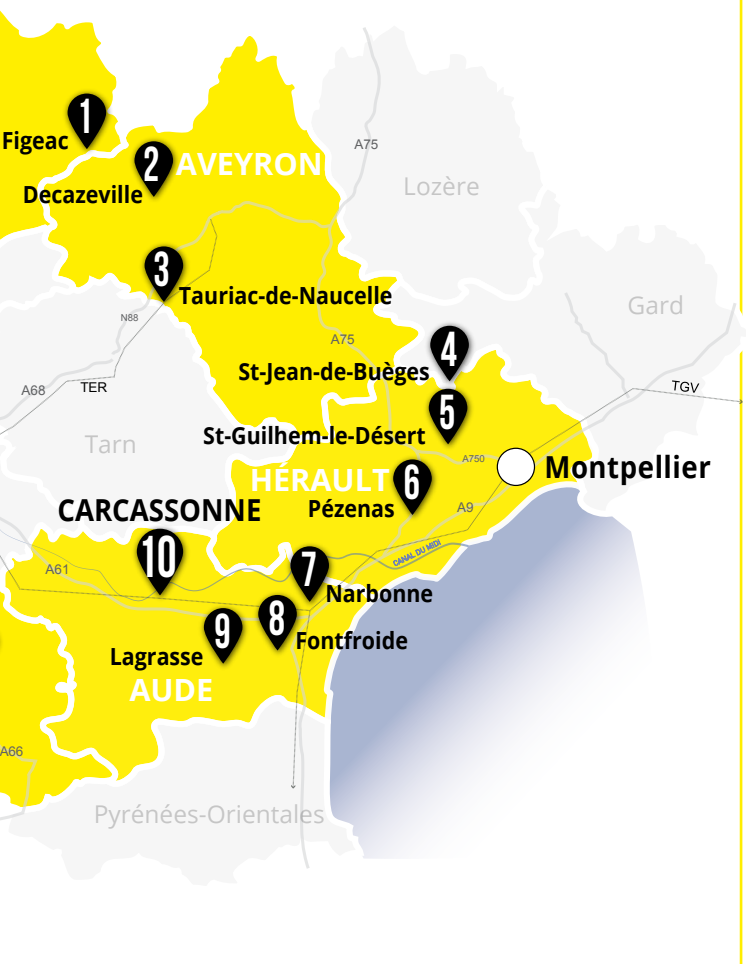 1
Figeac
2
AVEYRON
Decazeville
A75
Lozère
3
Tauriac-de-Naucelle
N88
Gard
A75
4
St-Jean-de-Buèges
A68
TER
TGV
5
St-Guilhem-le-Désert
Tarn
A750
Montpellier
HÉRAULT
6
Pézenas
A9
CARCASSONNE
10
A61
CANAL DU MIDI
7
Narbonne
8
Fontfroide
9
Lagrasse
AUDE
A66
Pyrénées-Orientales